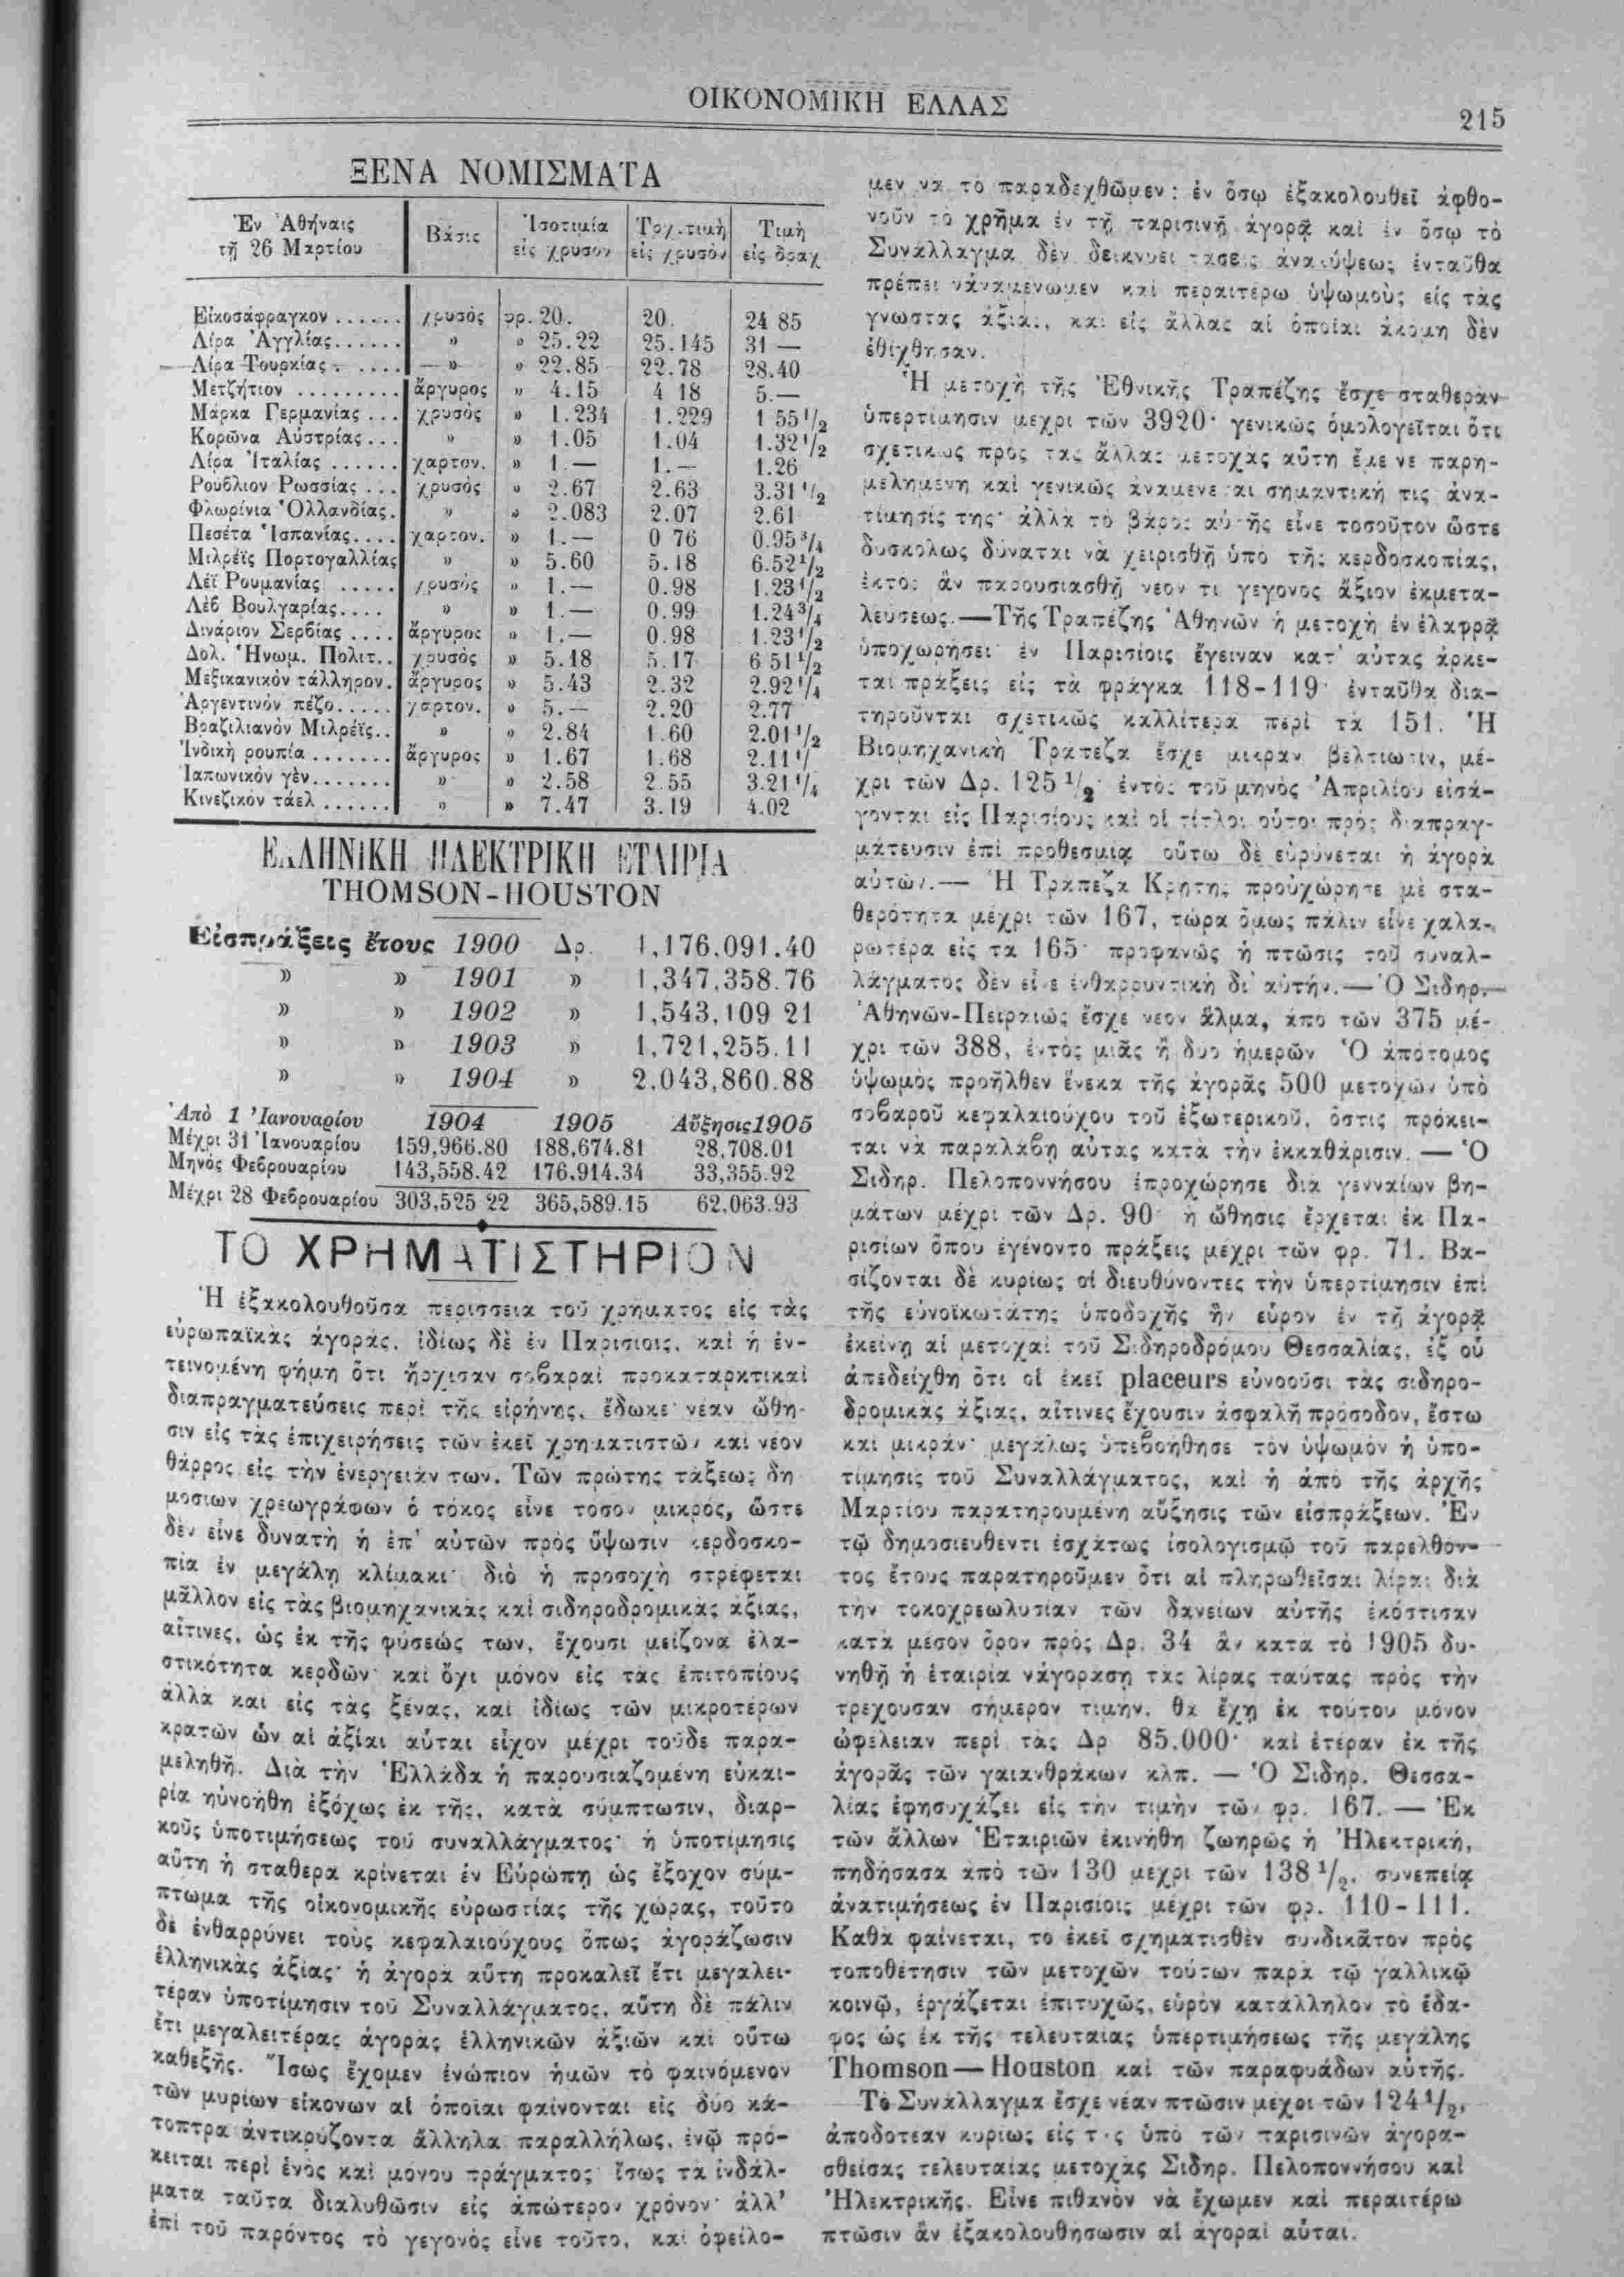 ΟΙΚΟΝΟΜΙΚΗ ΕΛΛΑΣ
215
ΞΕΝΑ ΝΟΜΙΣΜΑΤΑ
Ἐν Ἀθήναις τῇ 26 Μαρτίου | Βάσις | Ἰσοτιμία εἰς χρυσόν | Τρχ. τιμὴ εἰς χρυσόν | Τιμὴ εἰς δραχ
Εἰκοσάφραγκον ...... χρυσὸς φρ. 20. 20. 24 85
Λίρα Ἀγγλίας...... » » 25.22 25.145 31 —
Λίρα Τουρκίας . .... » » 22.85 22.78 28.40
Μετζήτιον ......... ἄργυρος » 4.15 4 18 5.—
Μάρκα Γερμανίας ... χρυσὸς » 1.234 1.229 1 55 1/2
Κορῶνα Αὐστρίας... » » 1.05 1.04 1.32 1/2
Λίρα Ἰταλίας ...... χαρτον. » 1 — 1.— 1.26
Ρούβλιον Ρωσσίας ... χρυσὸς » 2.67 2.63 3.31 1/2
Φλωρίνια Ὁλλανδίας. » » 2.083 2.07 2.61
Πεσέτα Ἱσπανίας.... χαρτον. » 1.— 0 76 0.95 3/4
Μιλρέϊς Πορτογαλλίας » » 5.60 5.18 6.52 1/2
Λέϊ Ρουμανίας ..... χρυσὸς » 1.— 0.98 1.23 1/2
Λὲβ Βουλγαρίας.... » » 1.— 0.99 1.24 3/4
Δινάριον Σερβίας .... ἄργυρος » 1.— 0.98 1.23 1/2
Δολ. Ἡνωμ. Πολιτ.. χρυσὸς » 5.18 5.17 6 51 1/2
Μεξικανικὸν τάλληρον. ἄργυρος » 5.43 2.32 2.92 1/4
Ἀργεντινὸν πέζο..... χαρτον. » 5.— 2.20 2.77
Βραζιλιανὸν Μιλρέϊς.. » » 2.84 1.60 2.01 1/2
Ἰνδικὴ ρουπία ....... ἄργυρος » 1.67 1.68 2.11
Ἰαπωνικὸν γὲν....... » » 2.58 2.55 3.21 1/4
Κινεζικὸν τάελ ...... » » 7.47 3.19 4.02
ΕΛΛΗΝΙΚΗ ΗΛΕΚΤΡΙΚΗ ΕΤΑΙΡΙΑ
THOMSON-HOUSTON
Εἰσπράξεις ἔτους 1900 Δρ. 1,176,091.40
» » 1901 » 1,347,358.76
» » 1902 » 1,543,109 21
» » 1903 » 1,721,255.11
» » 1904 » 2,043,860.88
Ἀπὸ 1 Ἰανουαρίου 1904 1905 Αὔξησις 1905
Μέχρι 31 Ἰανουαρίου 159,966.80 188,674.81 28,708.01
Μηνὸς Φεβρουαρίου 143,558.42 176,914.34 33,355.92
Μέχρι 28 Φεβρουαρίου 303,525 22 365,589.15 62,063.93
ΤΟ ΧΡΗΜΑΤΙΣΤΗΡΙΟΝ
Ἡ ἐξακολουθοῦσα περίσσεια τοῦ χρήματος εἰς τὰς
εὐρωπαϊκὰς ἀγοράς, ἰδίως δὲ ἐν Παρισίοις, καὶ ἡ ἐν-
τεινομένη φήμη ὅτι ἤρχισαν σοβαραὶ προκαταρκτικαὶ
διαπραγματεύσεις περὶ τῆς εἰρήνης, ἔδωκε νέαν ὤθη-
σιν εἰς τὰς ἐπιχειρήσεις τῶν ἐκεῖ χρηματιστῶν καὶ νέον
θάρρος εἰς τὴν ἐνέργειάν των. Τῶν πρώτης τάξεως δη
μοσίων χρεωγράφων ὁ τόκος εἶνε τόσον μικρός, ὥστε
δὲν εἶνε δυνατὴ ἡ ἐπ' αὐτῶν πρὸς ὕψωσιν κερδοσκο-
πία ἐν μεγάλῃ κλίμακι· διὸ ἡ προσοχὴ στρέφεται
μᾶλλον εἰς τὰς βιομηχανικὰς καὶ σιδηροδρομικὰς ἀξίας,
αἵτινες, ὡς ἐκ τῆς φύσεώς των, ἔχουσι μείζονα ἐλα-
στικότητα κερδῶν· καὶ ὄχι μόνον εἰς τὰς ἐπιτοπίους
ἀλλὰ καὶ εἰς τὰς ξένας, καὶ ἰδίως τῶν μικροτέρων
κρατῶν ὧν αἱ ἀξίαι αὗται εἶχον μέχρι τοῦδε παρα-
μεληθῆ. Διὰ τὴν Ἑλλάδα ἡ παρουσιαζομένη εὐκαι-
ρία ηὐνοήθη ἐξόχως ἐκ τῆς, κατὰ σύμπτωσιν, διαρ-
κοῦς ὑποτιμήσεως τοῦ συναλλάγματος· ἡ ὑποτίμησις
αὕτη ἡ σταθερὰ κρίνεται ἐν Εὐρώπῃ ὡς ἔξοχον σύμ-
πτωμα τῆς οἰκονομικῆς εὐρωστίας τῆς χώρας, τοῦτο
δὲ ἐνθαρρύνει τοὺς κεφαλαιούχους ὅπως ἀγοράζωσιν
ἑλληνικὰς ἀξίας· ἡ ἀγορὰ αὕτη προκαλεῖ ἔτι μεγαλει-
τέραν ὑποτίμησιν τοῦ Συναλλάγματος, αὕτη δὲ πάλιν
ἔτι μεγαλειτέρας ἀγορὰς ἑλληνικῶν ἀξιῶν καὶ οὕτω
καθεξῆς. Ἴσως ἔχομεν ἐνώπιον ἡμῶν τὸ φαινόμενον
τῶν μυρίων εἰκόνων αἱ ὁποῖαι φαίνονται εἰς δύο κά-
τοπτρα ἀντικρύζοντα ἄλληλα παραλλήλως, ἐνῷ πρό-
κειται περὶ ἑνὸς καὶ μόνου πράγματος· ἴσως τὰ ἰνδάλ-
ματα ταῦτα διαλυθῶσιν εἰς ἀπώτερον χρόνον· ἀλλ'
ἐπὶ τοῦ παρόντος τὸ γεγονὸς εἶνε τοῦτο, καὶ ὀφείλο-
μεν νὰ τὸ παραδεχθῶμεν: ἐν ὅσῳ ἐξακολουθεῖ ἀφθο-
νοῦν τὸ χρῆμα ἐν τῇ παρισινῇ ἀγορᾷ καὶ ἐν ὅσῳ τὸ
Συνάλλαγμα δὲν δεικνύει τάσεις ἀνακύψεως ἐνταῦθα
πρέπει νἀναμένωμεν καὶ περαιτέρω ὑψωμοὺς εἰς τὰς
γνωστὰς ἀξίας, καὶ εἰς ἄλλας αἱ ὁποῖαι ἀκόμη δὲν
ἐθίχθησαν.
Ἡ μετοχὴ τῆς Ἐθνικῆς Τραπέζης ἔσχε σταθερὰν
ὑπερτίμησιν μέχρι τῶν 3920· γενικῶς ὁμολογεῖται ὅτι
σχετικῶς πρὸς τὰς ἄλλας μετοχὰς αὕτη ἔμεινε παρη-
μελημένη καὶ γενικῶς ἀναμένεται σημαντική τις ἀνα-
τίμησίς της· ἀλλὰ τὸ βάρος αὐτῆς εἶνε τοσοῦτον ὥστε
δυσκόλως δύναται νὰ χειρισθῇ ὑπὸ τῆς κερδοσκοπίας,
ἐκτὸς ἂν παρουσιασθῇ νέον τι γεγονὸς ἄξιον ἐκμετα-
λεύσεως.—Τῆς Τραπέζης Ἀθηνῶν ἡ μετοχὴ ἐν ἐλαφρᾷ
ὑποχωρήσει· ἐν Παρισίοις ἔγειναν κατ' αὐτὰς ἀρκε-
ταὶ πράξεις εἰς τὰ φράγκα 118-119· ἐνταῦθα δια-
τηροῦνται σχετικῶς καλλίτερα περὶ τὰ 151. Ἡ
Βιομηχανικὴ Τράπεζα ἔσχε μικρὰν βελτίωσιν, μέ-
χρι τῶν Δρ. 125 1/2· ἐντὸς τοῦ μηνὸς Ἀπριλίου εἰσά-
γονται εἰς Παρισίους καὶ οἱ τίτλοι οὗτοι πρὸς διαπραγ-
μάτευσιν ἐπὶ προθεσμίᾳ οὕτω δὲ εὐρύνεται ἡ ἀγορὰ
αὐτῶν.— Ἡ Τράπεζα Κρήτης προὐχώρησε μὲ στα-
θερότητα μέχρι τῶν 167, τώρα ὅμως πάλιν εἶνε χαλα-
ρωτέρα εἰς τὰ 165· προφανῶς ἡ πτῶσις τοῦ συναλ-
λάγματος δὲν εἶνε ἐνθαρρυντικὴ δι' αὐτήν.— Ὁ Σιδηρ.
Ἀθηνῶν-Πειραιῶς ἔσχε νέον ἅλμα, ἀπὸ τῶν 375 μέ-
χρι τῶν 388, ἐντὸς μιᾶς ἢ δύο ἡμερῶν Ὁ ἀπότομος
ὑψωμὸς προῆλθεν ἕνεκα τῆς ἀγορᾶς 500 μετοχῶν ὑπὸ
σοβαροῦ κεφαλαιούχου τοῦ ἐξωτερικοῦ, ὅστις πρόκει-
ται νὰ παραλάβῃ αὐτὰς κατὰ τὴν ἐκκαθάρισιν. — Ὁ
Σιδηρ. Πελοποννήσου ἐπροχώρησε διὰ γενναίων βη-
μάτων μέχρι τῶν Δρ. 90· ἡ ὤθησις ἔρχεται ἐκ Πα-
ρισίων ὅπου ἐγένοντο πράξεις μέχρι τῶν φρ. 71. Βα-
σίζονται δὲ κυρίως οἱ διευθύνοντες τὴν ὑπερτίμησιν ἐπὶ
τῆς εὐνοϊκωτάτης ὑποδοχῆς ἣν εὗρον ἐν τῇ ἀγορᾷ
ἐκείνῃ αἱ μετοχαὶ τοῦ Σιδηροδρόμου Θεσσαλίας, ἐξ οὗ
ἀπεδείχθη ὅτι οἱ ἐκεῖ placeurs εὐνοοῦσι τὰς σιδηρο-
δρομικὰς ἀξίας, αἵτινες ἔχουσιν ἀσφαλῆ πρόσοδον, ἔστω
καὶ μικράν· μεγάλως ὑπεβοήθησε τὸν ὑψωμὸν ἡ ὑπο-
τίμησις τοῦ Συναλλάγματος, καὶ ἡ ἀπὸ τῆς ἀρχῆς
Μαρτίου παρατηρουμένη αὔξησις τῶν εἰσπράξεων. Ἐν
τῷ δημοσιευθέντι ἐσχάτως ἰσολογισμῷ τοῦ παρελθόν-
τος ἔτους παρατηροῦμεν ὅτι αἱ πληρωθεῖσαι λίραι διὰ
τὴν τοκοχρεωλυσίαν τῶν δανείων αὐτῆς ἐκόστισαν
κατὰ μέσον ὅρον πρὸς Δρ. 34 ἂν κατὰ τὸ 1905 δυ-
νηθῇ ἡ ἑταιρία νἀγοράσῃ τὰς λίρας ταύτας πρὸς τὴν
τρέχουσαν σήμερον τιμήν, θὰ ἔχῃ ἐκ τούτου μόνον
ὠφέλειαν περὶ τὰς Δρ 85.000· καὶ ἑτέραν ἐκ τῆς
ἀγορᾶς τῶν γαιανθράκων κλπ. — Ὁ Σιδηρ. Θεσσα-
λίας ἐφησυχάζει εἰς τὴν τιμὴν τῶν φρ. 167. — Ἐκ
τῶν ἄλλων Ἑταιριῶν ἐκινήθη ζωηρῶς ἡ Ἠλεκτρική,
πηδήσασα ἀπὸ τῶν 130 μέχρι τῶν 138 1/2, συνεπείᾳ
ἀνατιμήσεως ἐν Παρισίοις μέχρι τῶν φρ. 110-111.
Καθὰ φαίνεται, τὸ ἐκεῖ σχηματισθὲν συνδικᾶτον πρὸς
τοποθέτησιν τῶν μετοχῶν τούτων παρὰ τῷ γαλλικῷ
κοινῷ, ἐργάζεται ἐπιτυχῶς, εὑρὸν κατάλληλον τὸ ἔδα-
φος ὡς ἐκ τῆς τελευταίας ὑπερτιμήσεως τῆς μεγάλης
Thomson—Houston καὶ τῶν παραφυάδων αὐτῆς.
Τὸ Συνάλλαγμα ἔσχε νέαν πτῶσιν μέχρι τῶν 124 1/2,
ἀποδοτέαν κυρίως εἰς τὰς ὑπὸ τῶν παρισινῶν ἀγορα-
σθείσας τελευταίας μετοχὰς Σιδηρ. Πελοποννήσου καὶ
Ἠλεκτρικῆς. Εἶνε πιθανὸν νὰ ἔχωμεν καὶ περαιτέρω
πτῶσιν ἂν ἐξακολουθήσωσιν αἱ ἀγοραὶ αὗται.